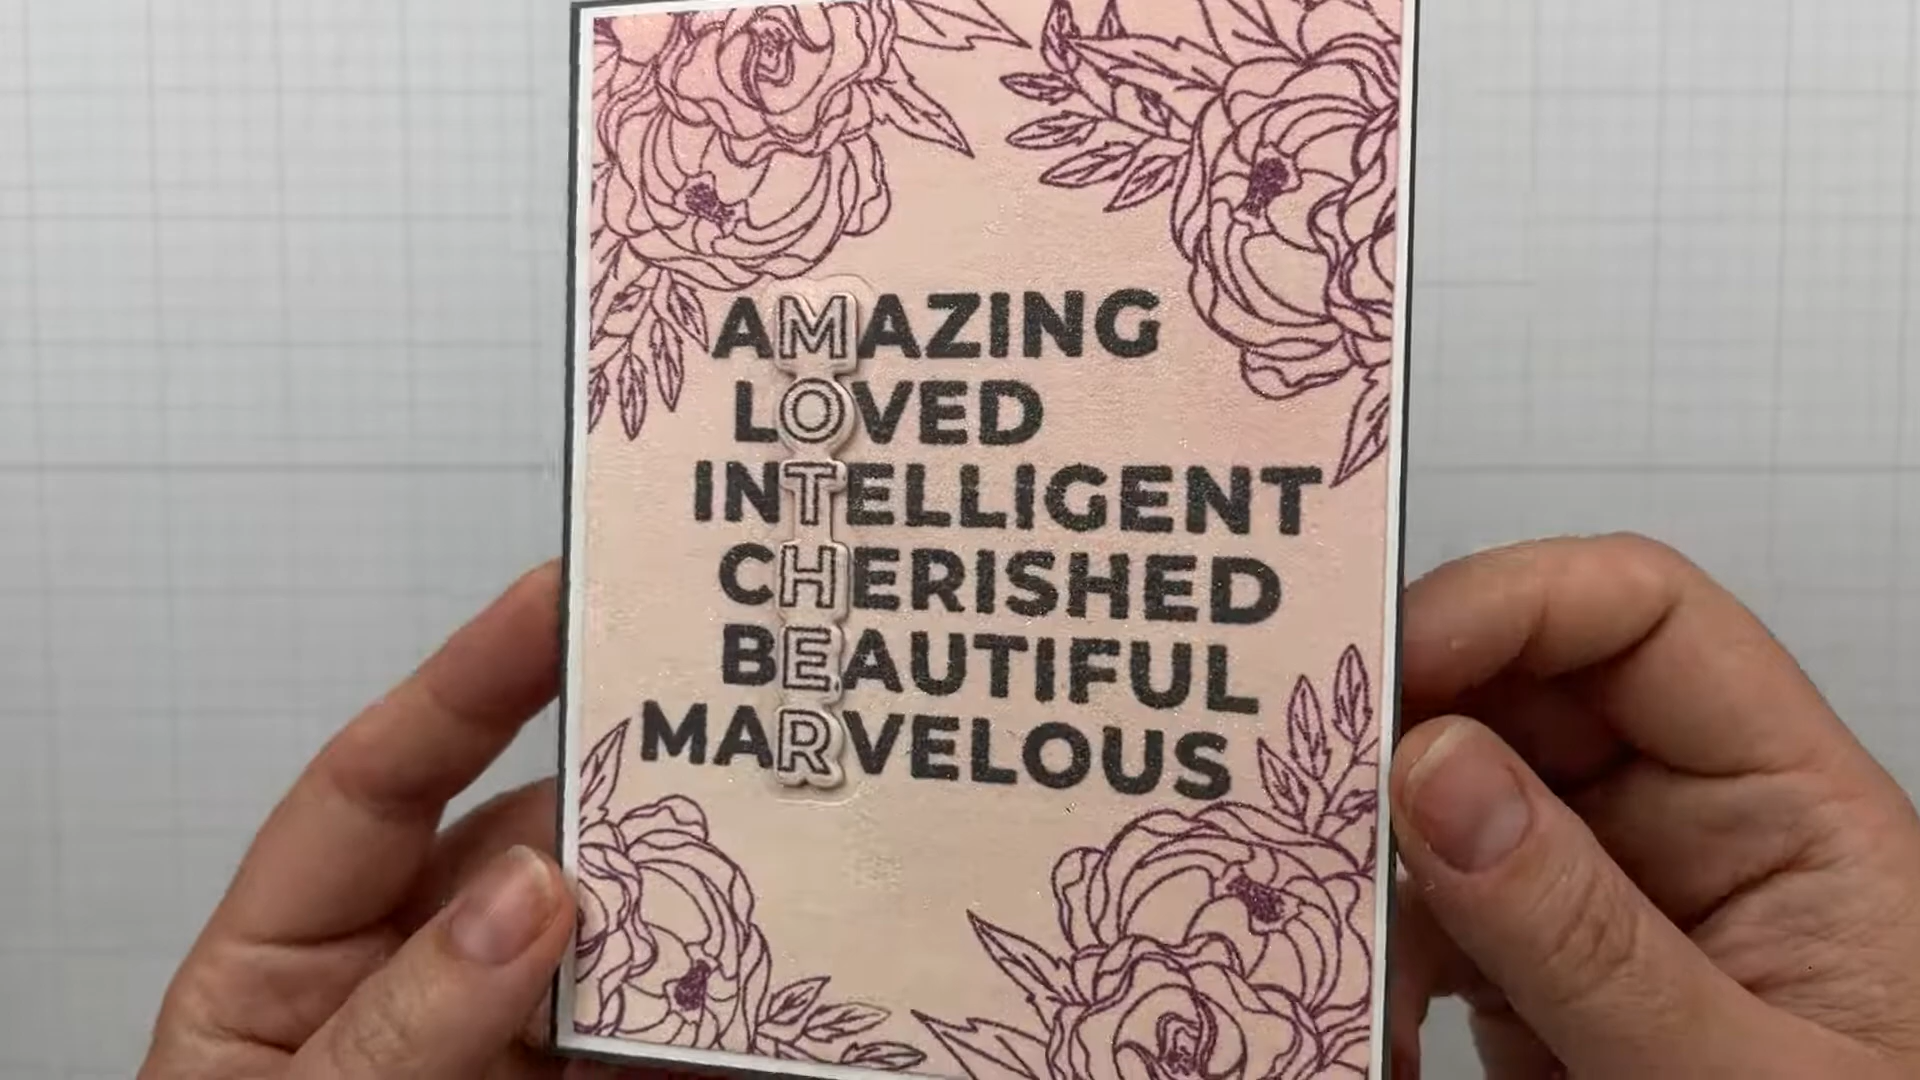 AMAZING
LOVED
INTELLIGENT
CHERISHED
BEAUTIFUL
MARVELOUS